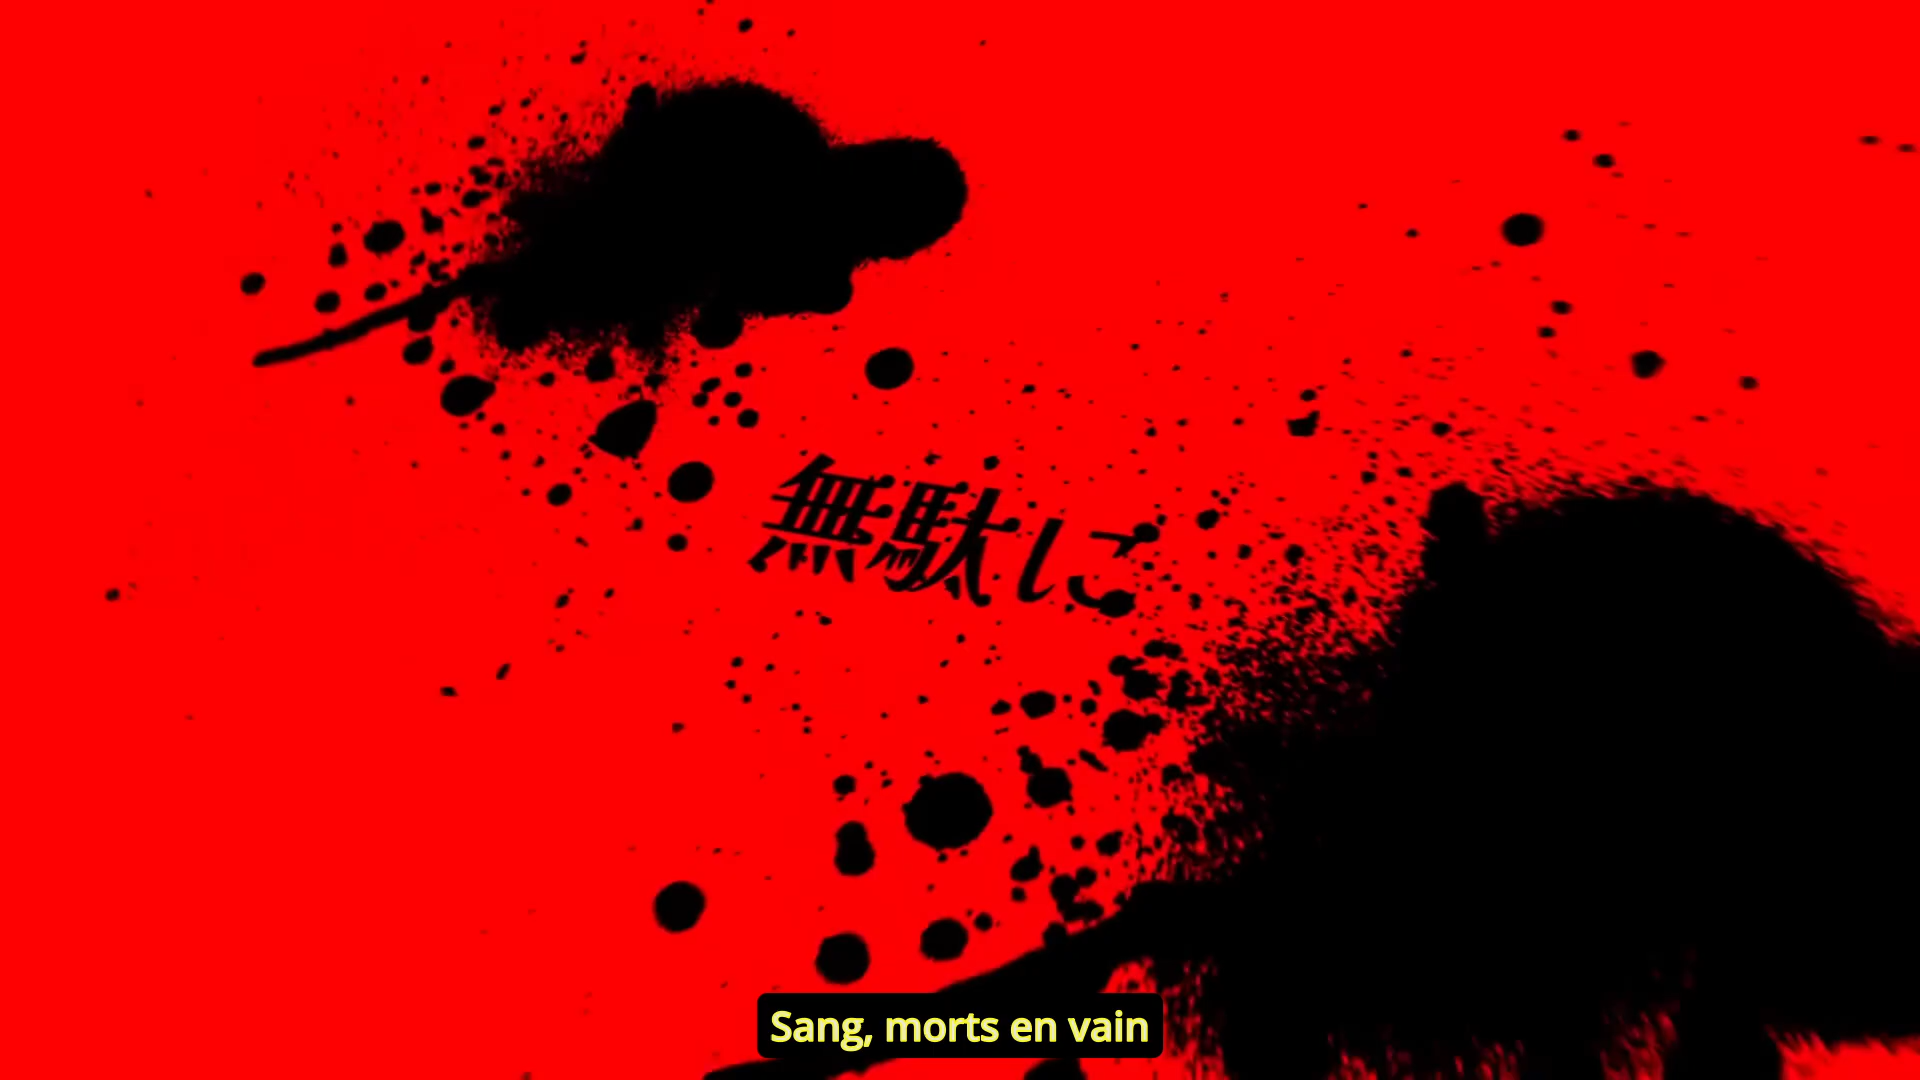 無駄に
Sang, morts en vain